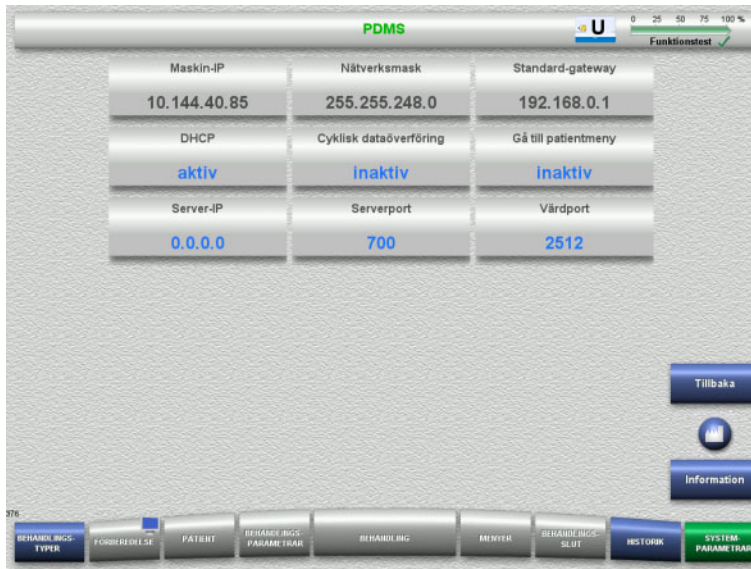 PDMS
U
0 25 50 75 100 %
Funktionstest
Maskin-IP
10.144.40.85
Nätverksmask
255.255.248.0
Standard-gateway
192.168.0.1
DHCP
aktiv
Cyklisk dataöverföring
inaktiv
Gå till patientmeny
inaktiv
Server-IP
0.0.0.0
Serverport
700
Värdport
2512
Tillbaka
Information
376
BEHANDLINGS-
TYPER
FÖRBEREDELSE
PATIENT
BEHANDLINGS-
PARAMETRAR
BEHANDLING
MENYER
BEHANDLINGS-
SLUT
HISTORIK
SYSTEM-
PARAMETRAR